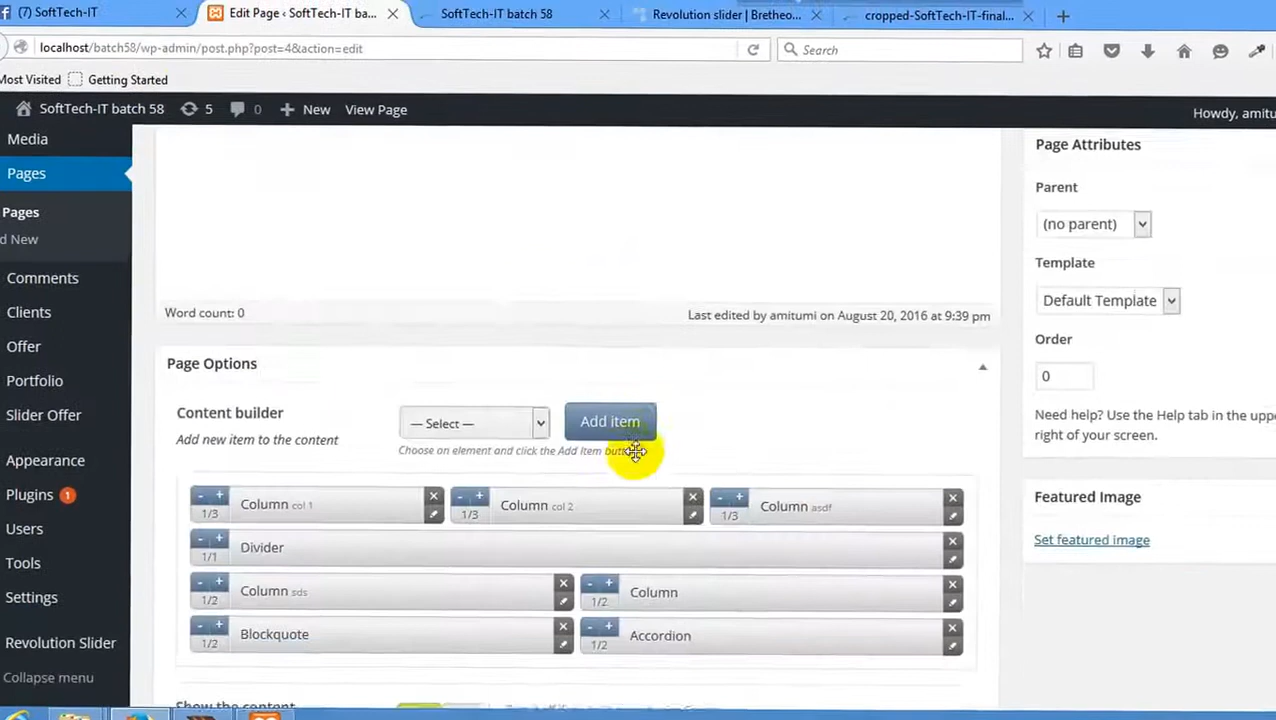 (7) SoftTech-IT
Edit Page ‹ SoftTech-IT ba...
SoftTech-IT batch 58
Revolution slider | Bretheo...
cropped-SoftTech-IT-final...
localhost/batch58/wp-admin/post.php?post=4&action=edit
Search
Most Visited
Getting Started
SoftTech-IT batch 58
5
0
New
View Page
Howdy, amitu
Media
Pages
Pages
d New
Comments
Clients
Offer
Portfolio
Slider Offer
Appearance
Plugins 1
Users
Tools
Settings
Revolution Slider
Collapse menu
Word count: 0
Last edited by amitumi on August 20, 2016 at 9:39 pm
Page Options
Content builder
Add new item to the content
— Select —
Add item
Choose an element and click the Add Item but
- + 1/3 Column col 1
- + 1/3 Column col 2
- + 1/3 Column asdf
- + 1/1 Divider
- + 1/2 Column sds
- + 1/2 Column
- + 1/2 Blockquote
- + 1/2 Accordion
Show the content
Page Attributes
Parent
(no parent)
Template
Default Template
Order
0
Need help? Use the Help tab in the upper
right of your screen.
Featured Image
Set featured image